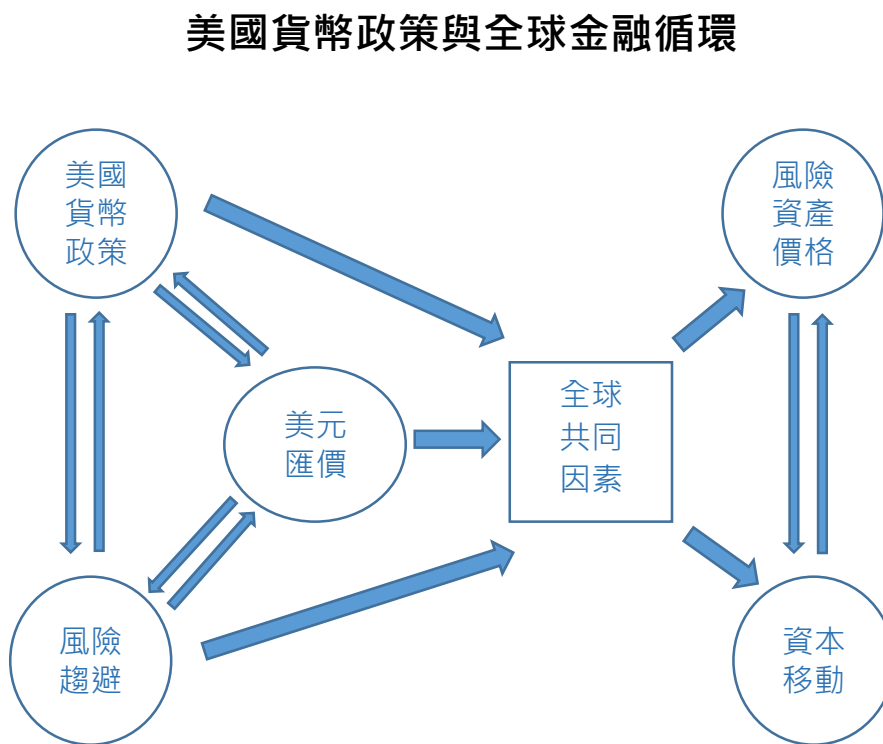 美國貨幣政策與全球金融循環
美國
貨幣
政策
風險
資產
價格
美元
匯價
全球
共同
因素
風險
趨避
資本
移動